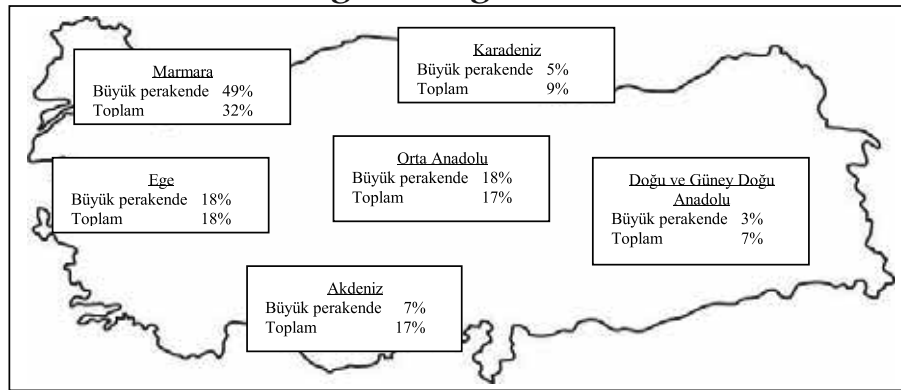 Marmara
Büyük perakende 49%
Toplam 32%
Karadeniz
Büyük perakende 5%
Toplam 9%
Ege
Büyük perakende 18%
Toplam 18%
Orta Anadolu
Büyük perakende 18%
Toplam 17%
Doğu ve Güney Doğu
Anadolu
Büyük perakende 3%
Toplam 7%
Akdeniz
Büyük perakende 7%
Toplam 17%